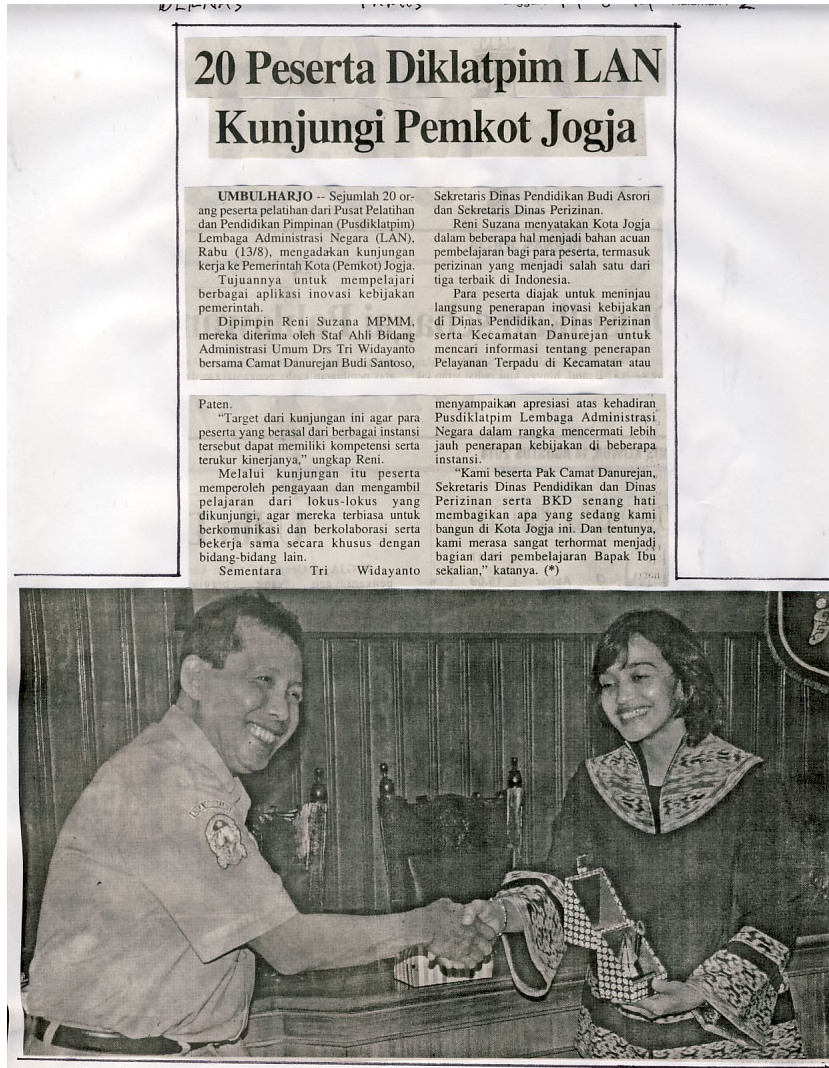 BERNAS
2
20 Peserta Diklatpim LAN
Kunjungi Pemkot Jogja
UMBULHARJO -- Sejumlah 20 or-
ang peserta pelatihan dari Pusat Pelatihan
dan Pendidikan Pimpinan (Pusdiklatpim)
Lembaga Administrasi Negara (LAN),
Rabu (13/8), mengadakan kunjungan
kerja ke Pemerintah Kota (Pemkot) Jogja.
Tujuannya untuk mempelajari
berbagai aplikasi inovasi kebijakan
pemerintah.
Dipimpin Reni Suzana MPMM,
mereka diterima oleh Staf Ahli Bidang
Administrasi Umum Drs Tri Widayanto
bersama Camat Danurejan Budi Santoso,
Sekretaris Dinas Pendidikan Budi Asrori
dan Sekretaris Dinas Perizinan.
Reni Suzana menyatakan Kota Jogja
dalam beberapa hal menjadi bahan acuan
pembelajaran bagi para peserta, termasuk
perizinan yang menjadi salah satu dari
tiga terbaik di Indonesia.
Para peserta diajak untuk meninjau
langsung penerapan inovasi kebijakan
di Dinas Pendidikan, Dinas Perizinan
serta Kecamatan Danurejan untuk
mencari informasi tentang penerapan
Pelayanan Terpadu di Kecamatan atau
Paten.
“Target dari kunjungan ini agar para
peserta yang berasal dari berbagai instansi
tersebut dapat memiliki kompetensi serta
terukur kinerjanya,” ungkap Reni.
Melalui kunjungan itu peserta
memperoleh pengayaan dan mengambil
pelajaran dari lokus-lokus yang
dikunjungi, agar mereka terbiasa untuk
berkomunikasi dan berkolaborasi serta
bekerja sama secara khusus dengan
bidang-bidang lain.
Sementara Tri Widayanto
menyampaikan apresiasi atas kehadiran
Pusdiklatpim Lembaga Administrasi
Negara dalam rangka mencermati lebih
jauh penerapan kebijakan di beberapa
instansi.
“Kami beserta Pak Camat Danurejan,
Sekretaris Dinas Pendidikan dan Dinas
Perizinan serta BKD senang hati
membagikan apa yang sedang kami
bangun di Kota Jogja ini. Dan tentunya,
kami merasa sangat terhormat menjadi
bagian dari pembelajaran Bapak Ibu
sekalian,” katanya. (*)